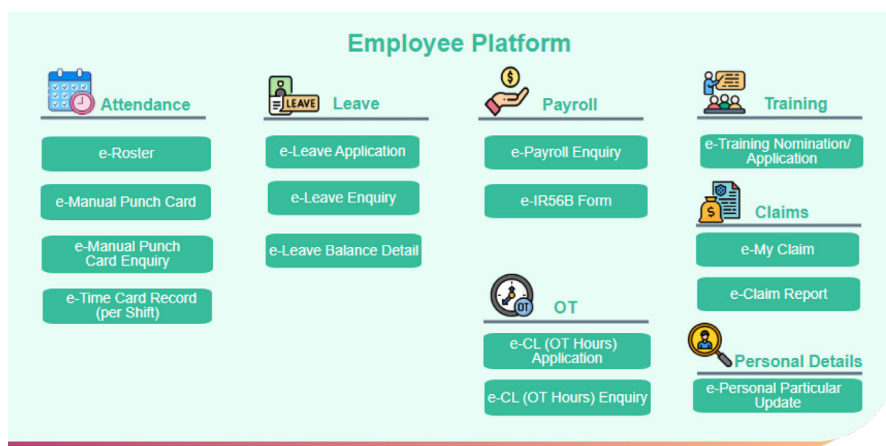 Employee Platform
Attendance
e-Roster
e-Manual Punch Card
e-Manual Punch
Card Enquiry
e-Time Card Record
(per Shift)
LEAVE
Leave
e-Leave Application
e-Leave Enquiry
e-Leave Balance Detail
$
Payroll
e-Payroll Enquiry
e-IR56B Form
OT
OT
e-CL (OT Hours)
Application
e-CL (OT Hours) Enquiry
Training
e-Training Nomination/
Application
$
Claims
e-My Claim
e-Claim Report
Personal Details
e-Personal Particular
Update